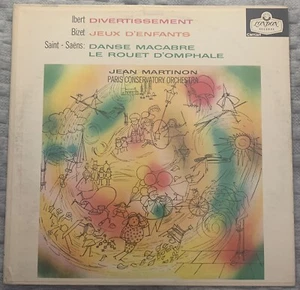 Ibert DIVERTISSEMENT
Bizet JEUX D'ENFANTS
Saint-Saëns: DANSE MACABRE
LE ROUET D'OMPHALE
JEAN MARTINON
PARIS CONSERVATORY ORCHESTRA
LONDON